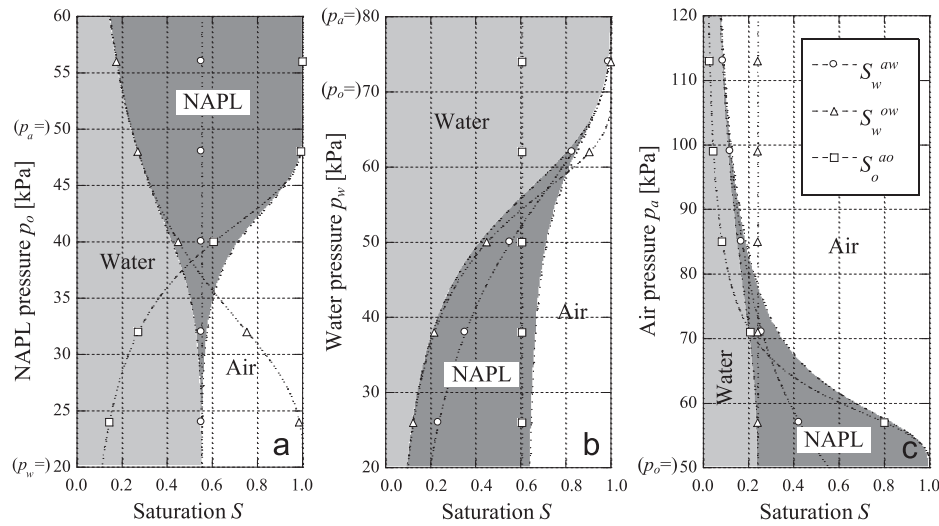 60
55
(p_a=) 50
45
40
35
30
25
(p_w=) 20
NAPL pressure p_o [kPa]
NAPL
Water
Air
a
0.0 0.2 0.4 0.6 0.8 1.0
Saturation S
(p_a=) 80
(p_o=) 70
60
50
40
30
20
Water pressure p_w [kPa]
Water
NAPL
Air
b
0.0 0.2 0.4 0.6 0.8 1.0
Saturation S
120
110
100
90
80
70
60
(p_o=) 50
Air pressure p_a [kPa]
S_w^aw
S_w^ow
S_o^ao
Air
Water
NAPL
c
0.0 0.2 0.4 0.6 0.8 1.0
Saturation S